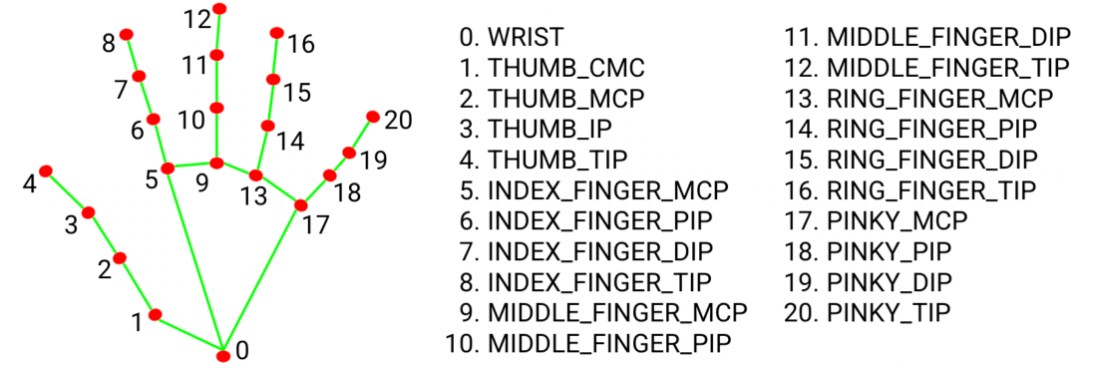 12
8
16
11
7
15
10
6
14
20
19
5
9
13
18
4
17
3
2
1
0
0. WRIST
1. THUMB_CMC
2. THUMB_MCP
3. THUMB_IP
4. THUMB_TIP
5. INDEX_FINGER_MCP
6. INDEX_FINGER_PIP
7. INDEX_FINGER_DIP
8. INDEX_FINGER_TIP
9. MIDDLE_FINGER_MCP
10. MIDDLE_FINGER_PIP
11. MIDDLE_FINGER_DIP
12. MIDDLE_FINGER_TIP
13. RING_FINGER_MCP
14. RING_FINGER_PIP
15. RING_FINGER_DIP
16. RING_FINGER_TIP
17. PINKY_MCP
18. PINKY_PIP
19. PINKY_DIP
20. PINKY_TIP